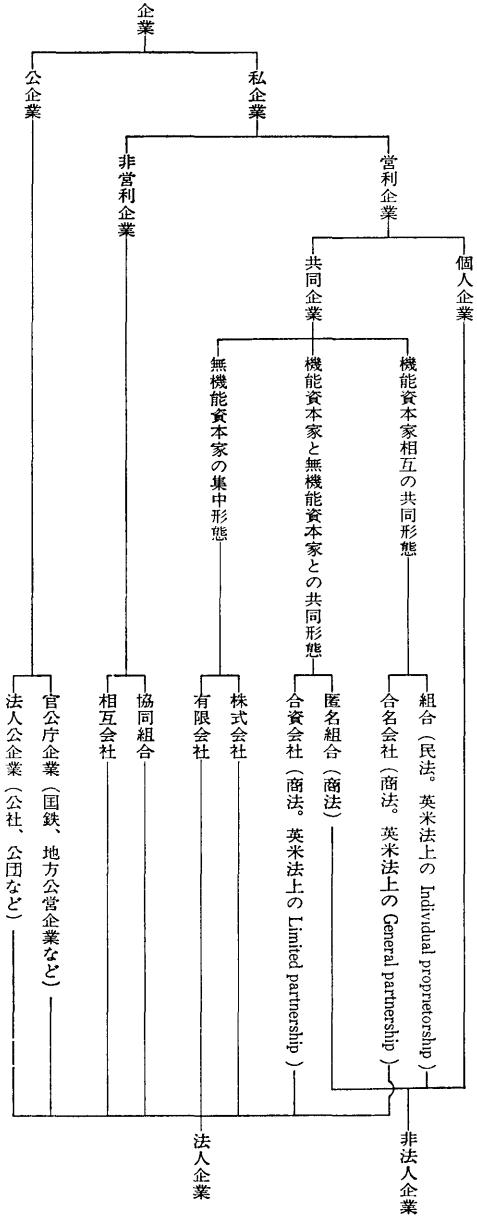 企業
私企業
公企業
営利企業
非営利企業
個人企業
共同企業
機能資本家相互の共同形態
機能資本家と無機能資本家との共同形態
無機能資本家の集中形態
組合(民法。英米法上の Individual proprietorship)
合名会社(商法。英米法上の General partnership)
匿名組合(商法)
合資会社(商法。英米法上の Limited partnership)
株式会社
有限会社
協同組合
相互会社
官公庁企業(国鉄、地方公営企業など)
法人公企業(公社、公団など)
非法人企業
法人企業